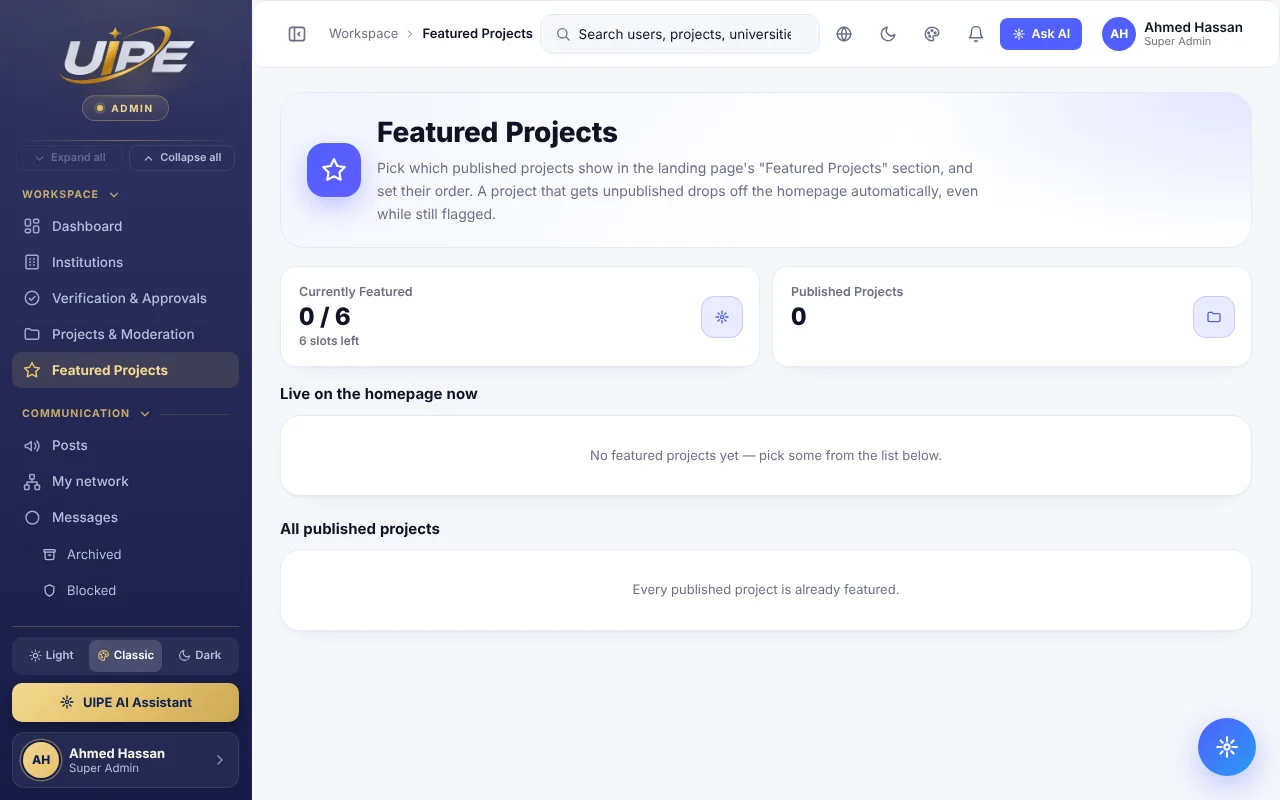 UIPE
ADMIN
Expand all
Collapse all
WORKSPACE
Dashboard
Institutions
Verification & Approvals
Projects & Moderation
Featured Projects
COMMUNICATION
Posts
My network
Messages
Archived
Blocked
Light
Classic
Dark
UIPE AI Assistant
AH
Ahmed Hassan
Super Admin
Workspace
Featured Projects
Search users, projects, universitie
Ask AI
AH
Ahmed Hassan
Super Admin
Featured Projects
Pick which published projects show in the landing page's "Featured Projects" section, and
set their order. A project that gets unpublished drops off the homepage automatically, even
while still flagged.
Currently Featured
0 / 6
6 slots left
Published Projects
0
Live on the homepage now
No featured projects yet — pick some from the list below.
All published projects
Every published project is already featured.